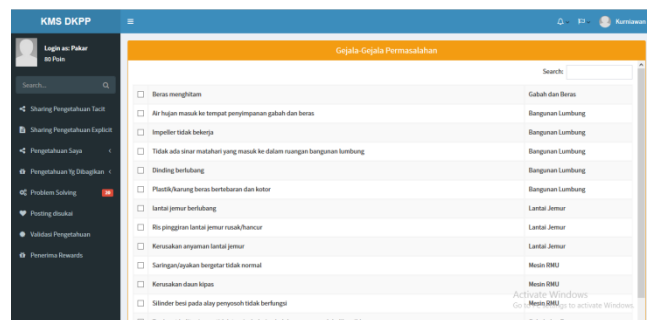 KMS DKPP
Kurniawan
Login as: Pakar
80 Poin
Gejala-Gejala Permasalahan
Search:
Search...
Beras menghitam Gabah dan Beras
Sharing Pengetahuan Tacit
Air hujan masuk ke tempat penyimpanan gabah dan beras Bangunan Lumbung
Sharing Pengetahuan Explicit
Impeller tidak bekerja Bangunan Lumbung
Tidak ada sinar matahari yang masuk ke dalam ruangan bangunan lumbung Bangunan Lumbung
Pengetahuan Saya
Dinding berlubang Bangunan Lumbung
Pengetahuan Yg Dibagikan
Plastik/karung beras bertebaran dan kotor Bangunan Lumbung
Problem Solving
lantai jemur berlubang Lantai Jemur
Posting disukai
Ris pinggiran lantai jemur rusak/hancur Lantai Jemur
Validasi Pengetahuan
Kerusakan anyaman lantai jemur Lantai Jemur
Penerima Rewards
Saringan/ayakan bergetar tidak normal Mesin RMU
Kerusakan daun kipas Mesin RMU
Activate Windows
Silinder besi pada alay penyosoh tidak berfungsi Mesin RMU
to activate Windows